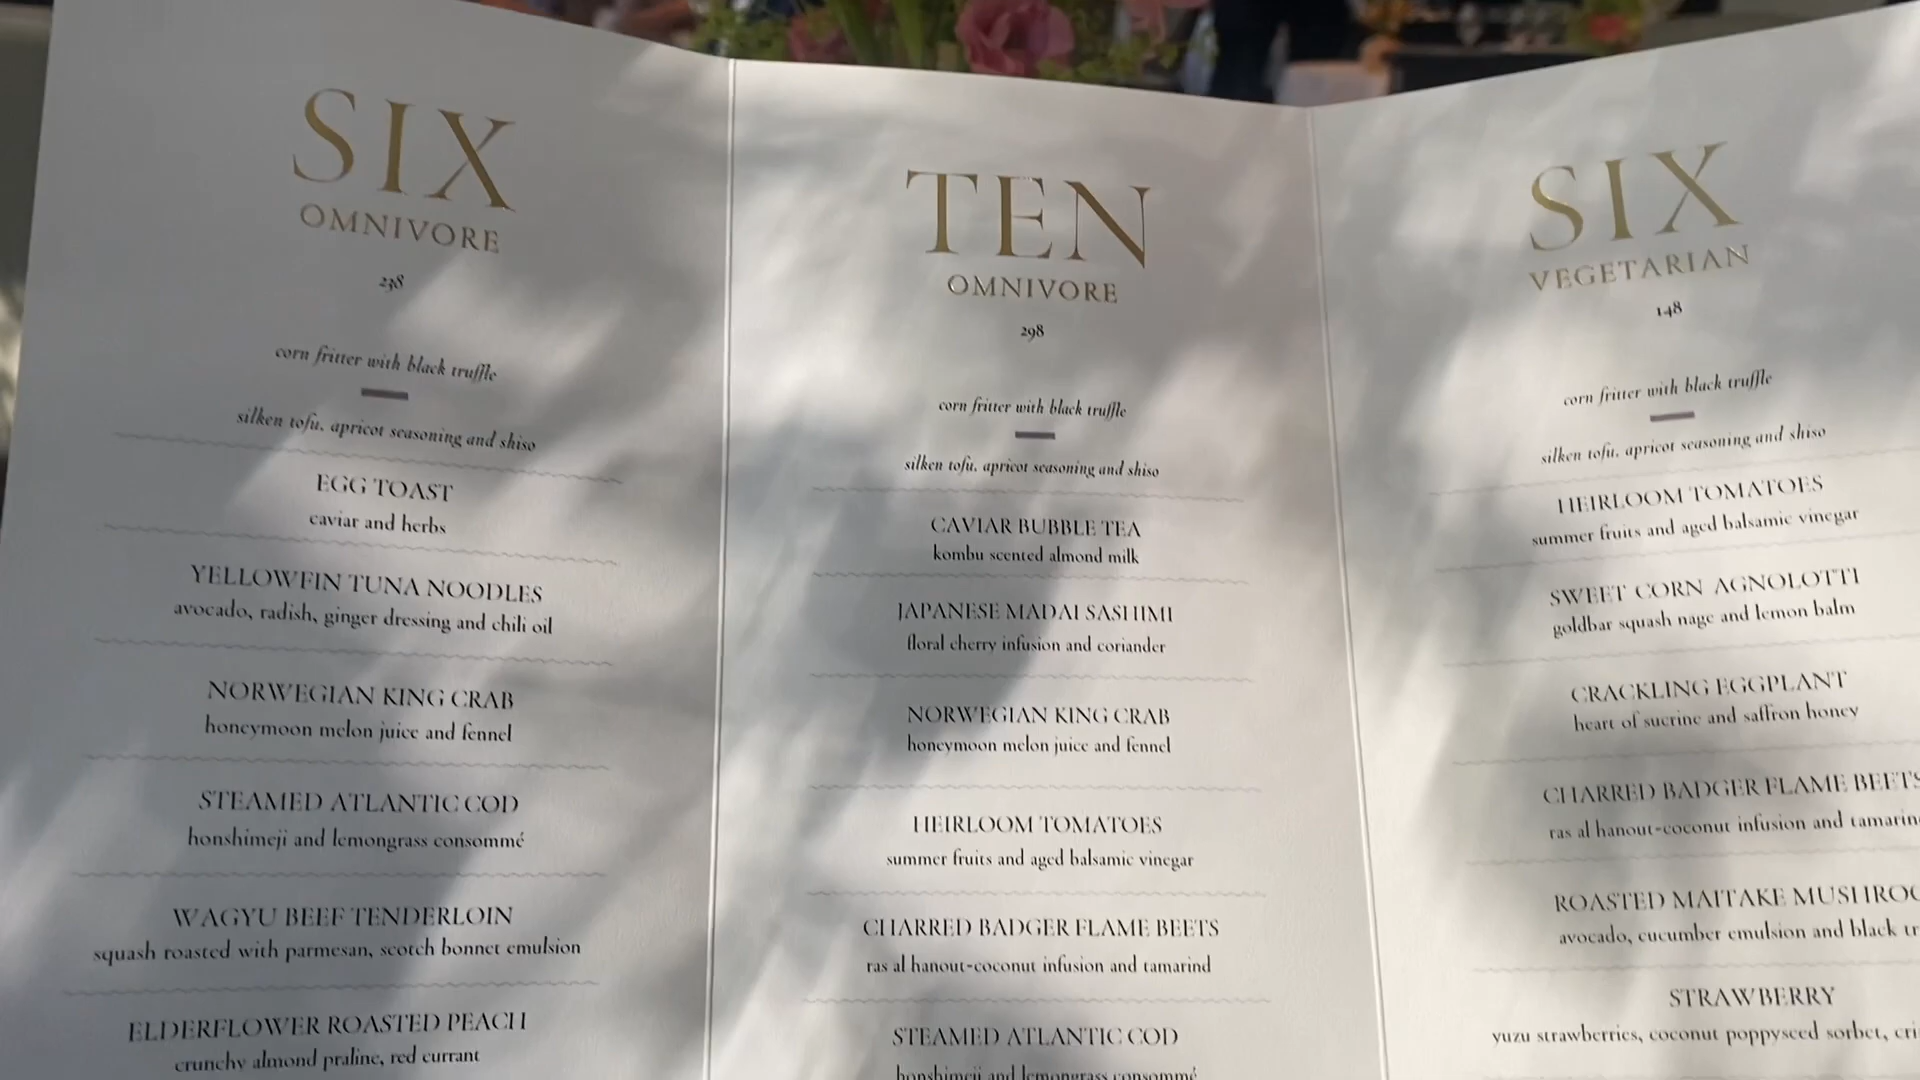 SIX
OMNIVORE
238
corn fritter with black truffle
silken tofu, apricot seasoning and shiso
EGG TOAST
caviar and herbs
YELLOWFIN TUNA NOODLES
avocado, radish, ginger dressing and chili oil
NORWEGIAN KING CRAB
honeymoon melon juice and fennel
STEAMED ATLANTIC COD
honshimeji and lemongrass consommé
WAGYU BEEF TENDERLOIN
squash roasted with parmesan, scotch bonnet emulsion
ELDERFLOWER ROASTED PEACH
crunchy almond praline, red currant
TEN
OMNIVORE
298
corn fritter with black truffle
silken tofu, apricot seasoning and shiso
CAVIAR BUBBLE TEA
kombu scented almond milk
JAPANESE MADAI SASHIMI
floral cherry infusion and coriander
NORWEGIAN KING CRAB
honeymoon melon juice and fennel
HEIRLOOM TOMATOES
summer fruits and aged balsamic vinegar
CHARRED BADGER FLAME BEETS
ras al hanout-coconut infusion and tamarind
STEAMED ATLANTIC COD
honshimeji and lemongrass consommé
SIX
VEGETARIAN
148
corn fritter with black truffle
silken tofu, apricot seasoning and shiso
HEIRLOOM TOMATOES
summer fruits and aged balsamic vinegar
SWEET CORN AGNOLOTTI
goldbar squash nage and lemon balm
CRACKLING EGGPLANT
heart of sucrine and saffron honey
CHARRED BADGER FLAME BEETS
ras al hanout-coconut infusion and
ROASTED MAITAKE
avocado, cucumber emulsion and black
STRAWBERRY
yuzu strawberries, coconut poppyseed sorbet,